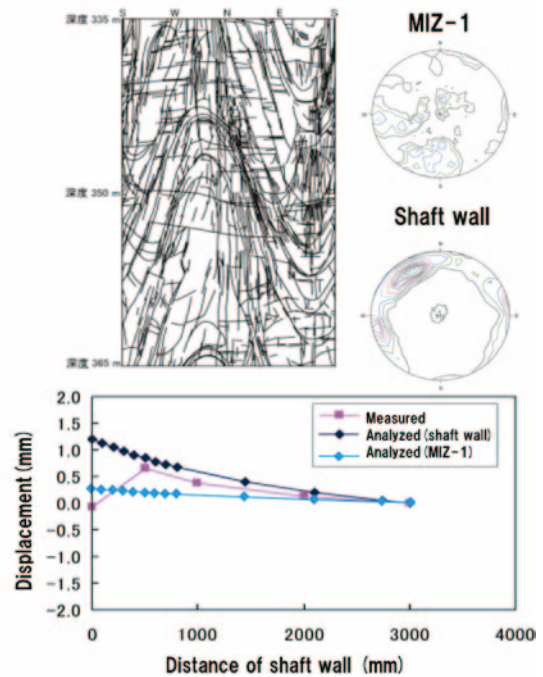 S W N E S
深度 335 m
深度 350 m
深度 365 m
MIZ-1
Shaft wall
Measured
Analyzed (shaft wall)
Analyzed (MIZ-1)
Displacement (mm)
2.0
1.5
1.0
0.5
0.0
-0.5
-1.0
-1.5
-2.0
0 1000 2000 3000 4000
Distance of shaft wall (mm)